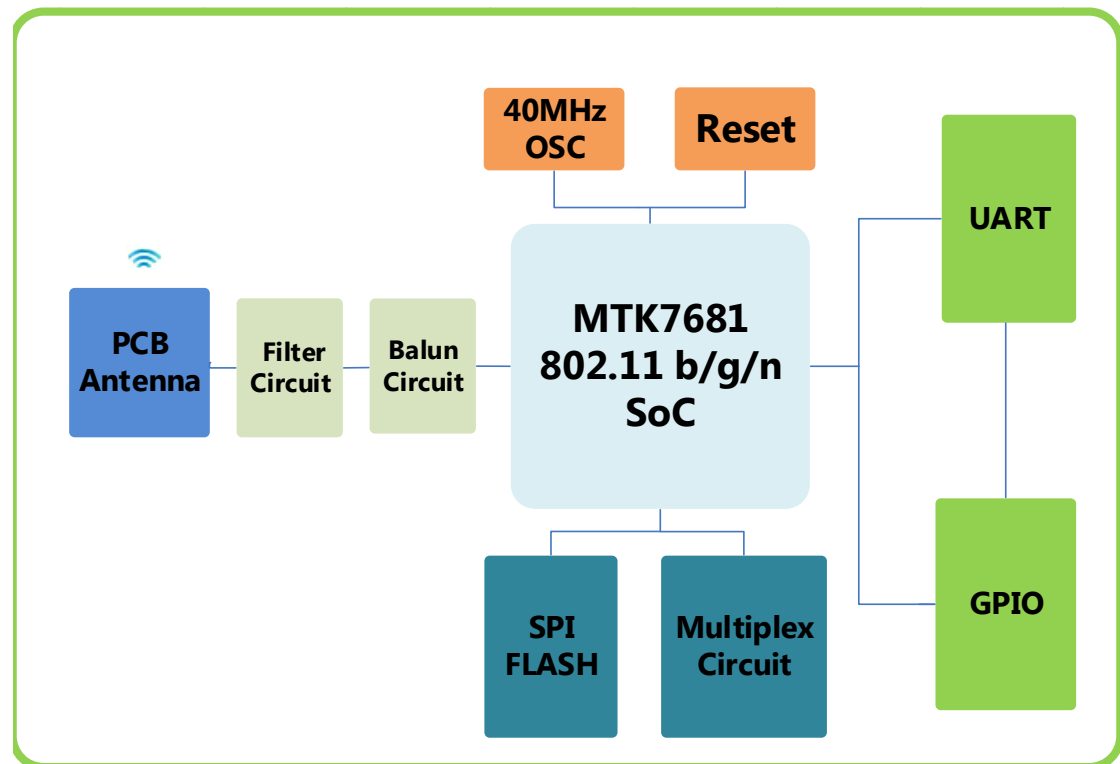 40MHz
OSC
Reset
UART
PCB
Antenna
Filter
Circuit
Balun
Circuit
MTK7681
802.11 b/g/n
SoC
SPI
FLASH
Multiplex
Circuit
GPIO